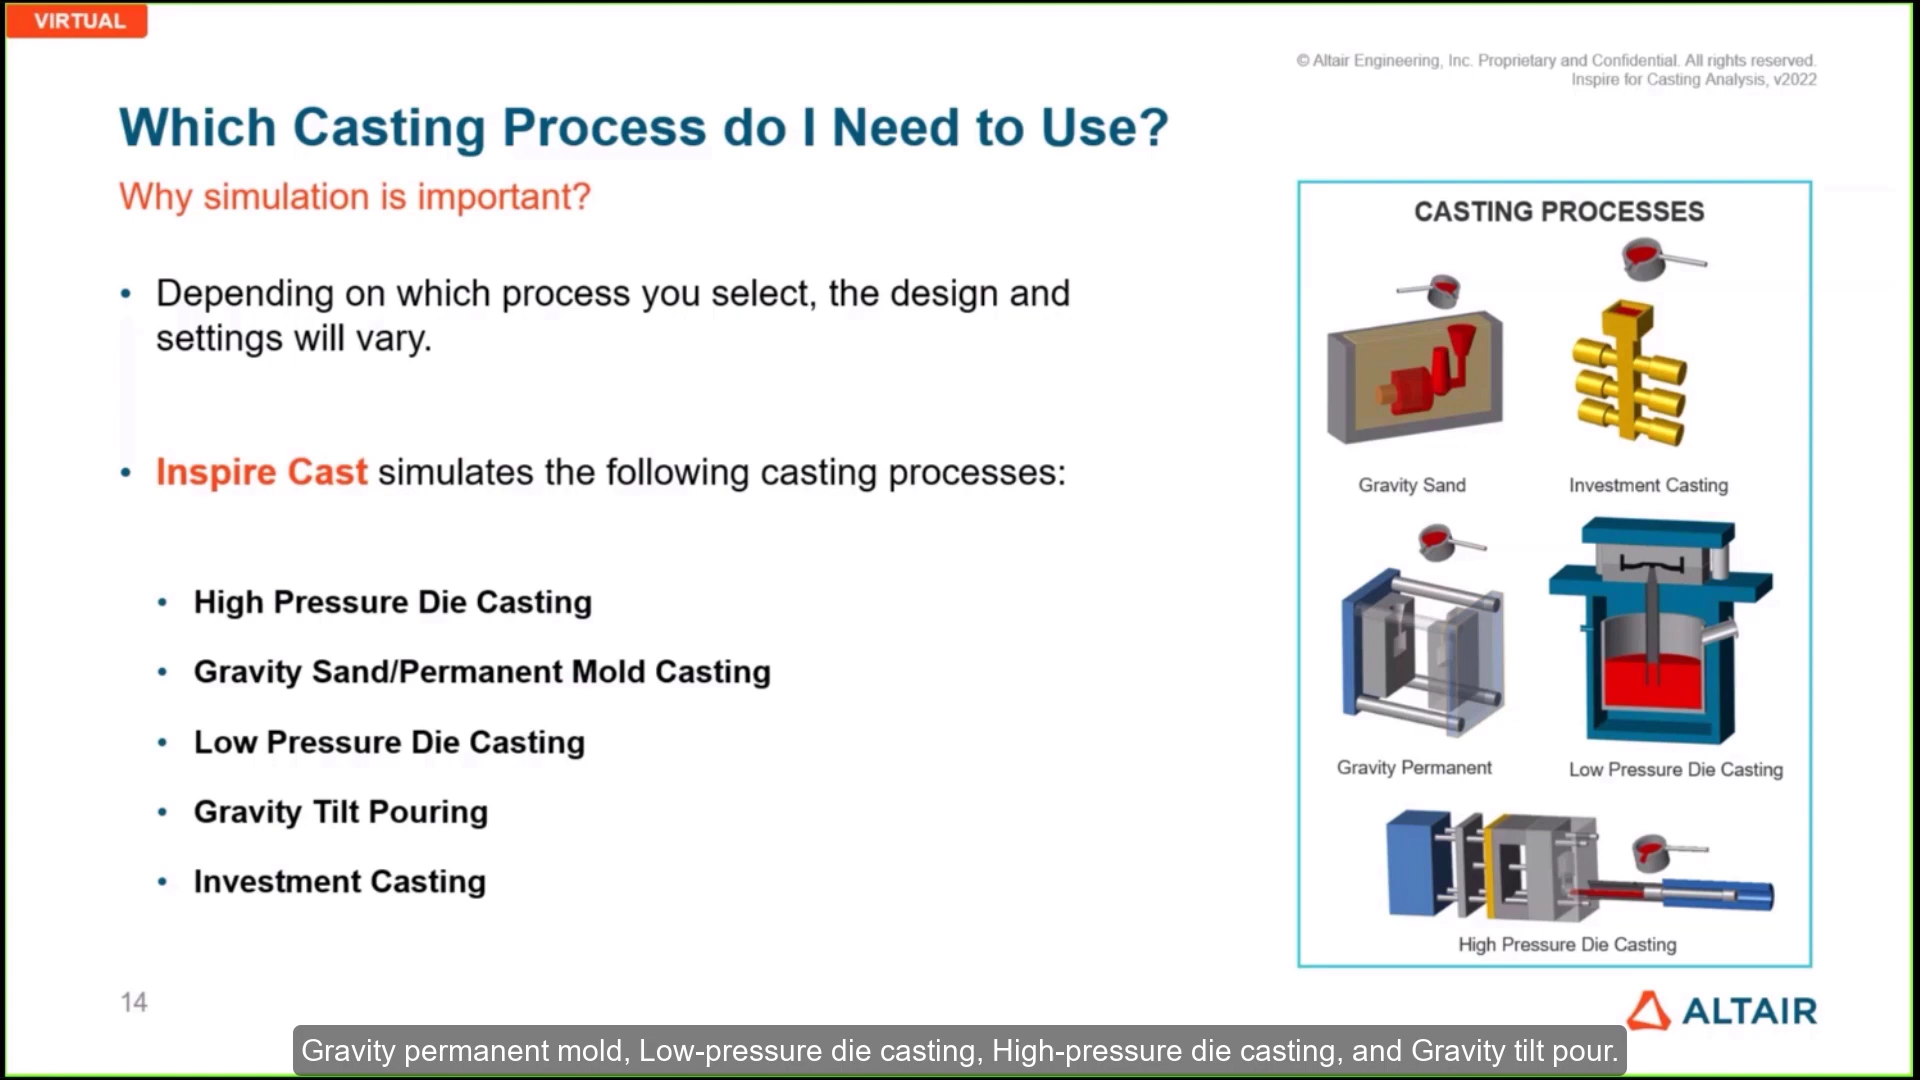 VIRTUAL
© Altair Engineering, Inc. Proprietary and Confidential. All rights reserved.
Inspire for Casting Analysis, v2022
Which Casting Process do I Need to Use?
Why simulation is important?
• Depending on which process you select, the design and
settings will vary.
• Inspire Cast simulates the following casting processes:
• High Pressure Die Casting
• Gravity Sand/Permanent Mold Casting
• Low Pressure Die Casting
• Gravity Tilt Pouring
• Investment Casting
CASTING PROCESSES
Gravity Sand
Investment Casting
Gravity Permanent
Low Pressure Die Casting
High Pressure Die Casting
14
ALTAIR
Gravity permanent mold, Low-pressure die casting, High-pressure die casting, and Gravity tilt pour.